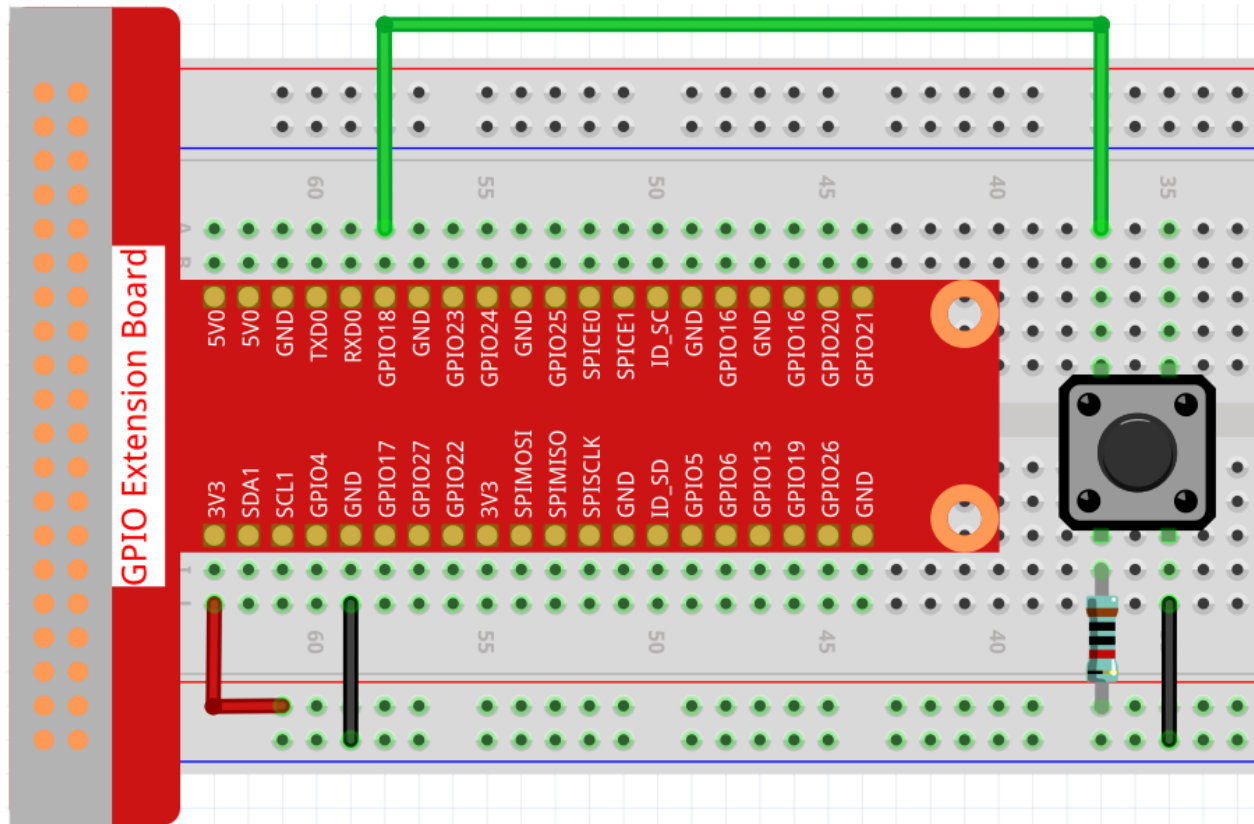 GPIO Extension Board
60
55
50
45
40
35
A
B
5V0
5V0
GND
TXD0
RXD0
GPIO18
GND
GPIO23
GPIO24
GND
GPIO25
SPICE0
SPICE1
ID_SC
GND
GPIO16
GND
GPIO16
GPIO20
GPIO21
3V3
SDA1
SCL1
GPIO4
GND
GPIO17
GPIO27
GPIO22
3V3
SPIMOSI
SPIMISO
SPISCLK
GND
ID_SD
GPIO5
GPIO6
GPIO13
GPIO19
GPIO26
GND
I
60
55
50
45
40